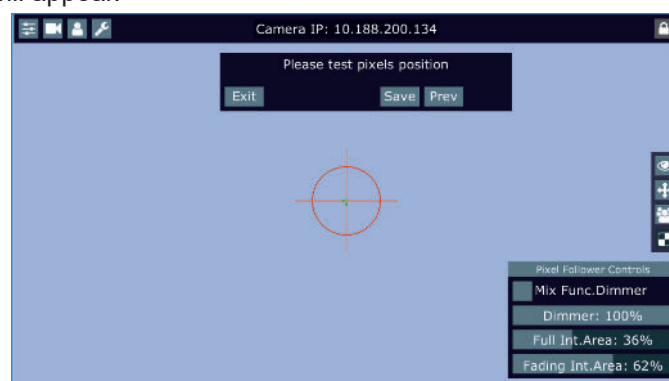 appear.
Camera IP: 10.188.200.134
Please test pixels position
Exit Save Prev
Pixel Follower Controls
Mix Func.Dimmer
Dimmer: 100%
Full Int.Area: 36%
Fading Int.Area: 62%